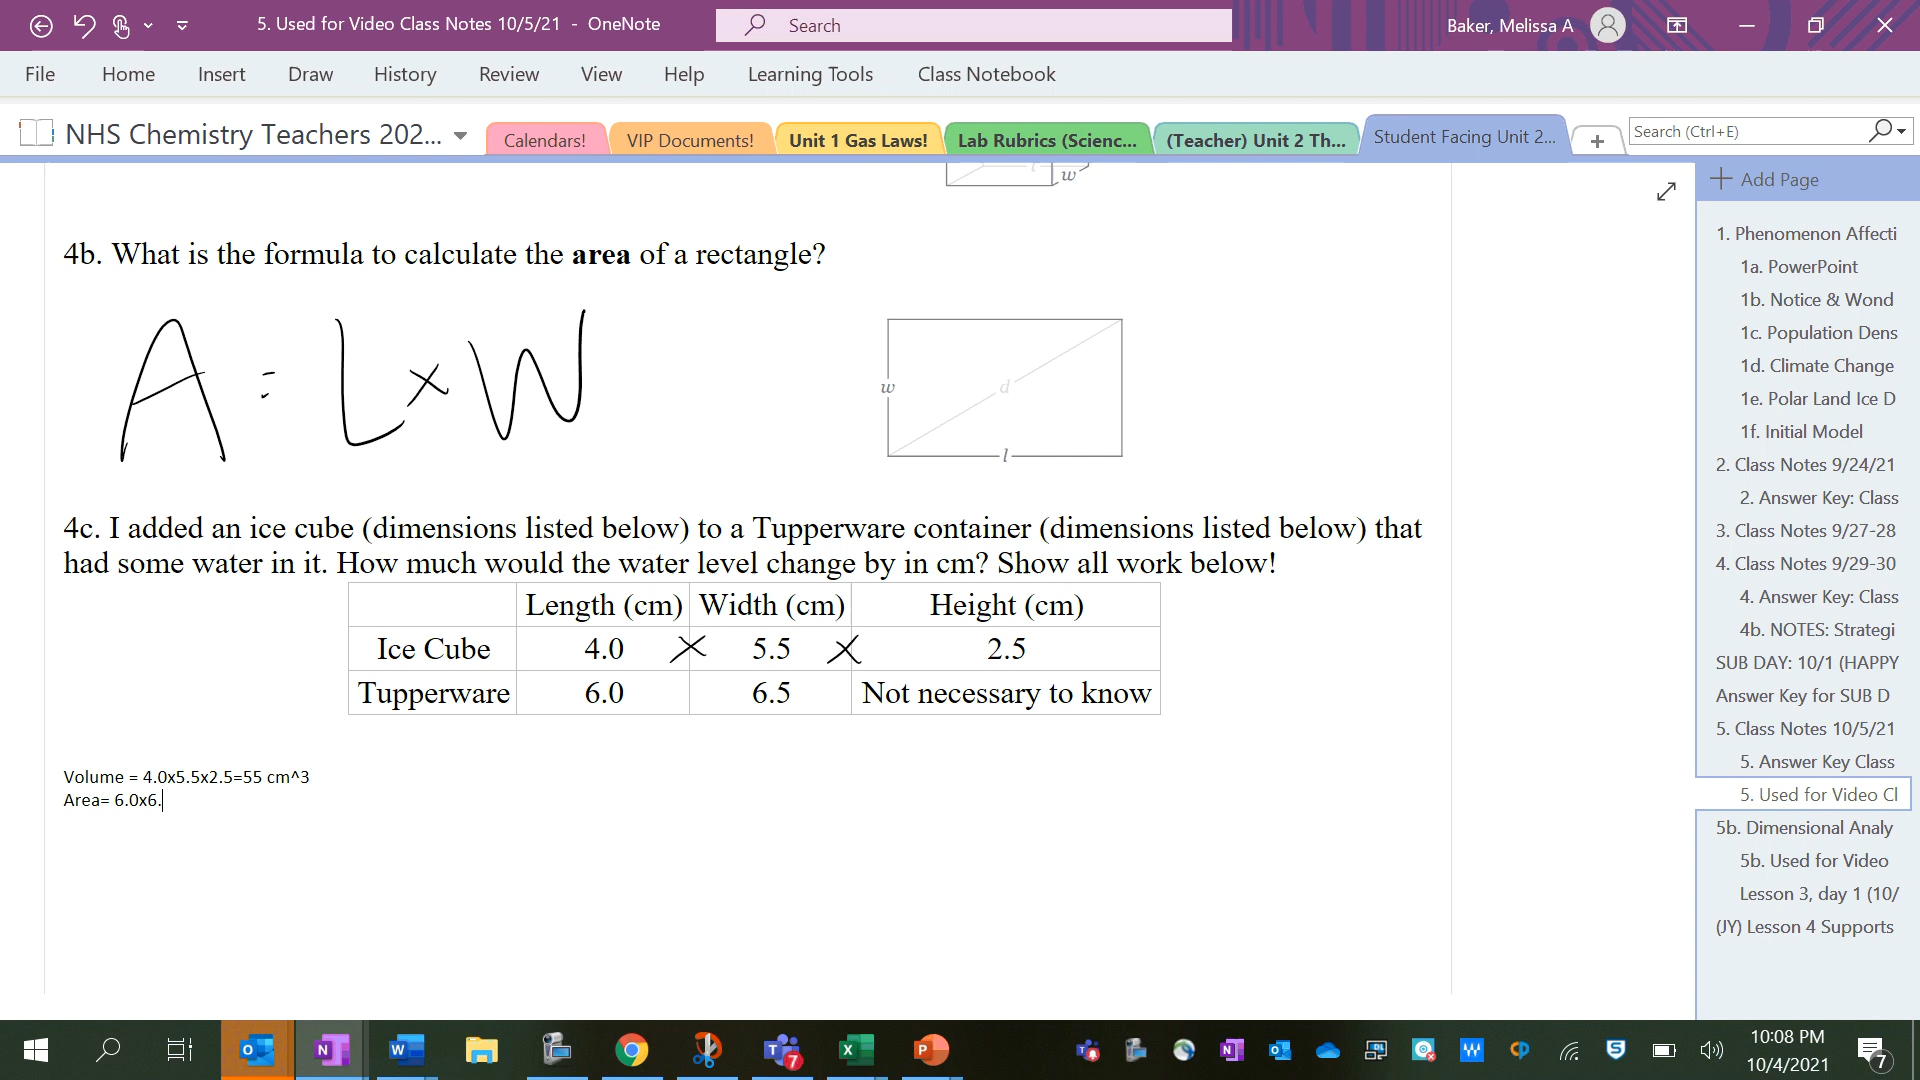 5. Used for Video Class Notes 10/5/21 - OneNote
Search
Baker, Melissa A
File Home Insert Draw History Review View Help Learning Tools Class Notebook
NHS Chemistry Teachers 202...
Calendars!
VIP Documents!
Unit 1 Gas Laws!
Lab Rubrics (Scienc...
(Teacher) Unit 2 Th...
Student Facing Unit 2...
Search (Ctrl+E)
w
4b. What is the formula to calculate the area of a rectangle?
A = L x W
w
d
l
4c. I added an ice cube (dimensions listed below) to a Tupperware container (dimensions listed below) that
had some water in it. How much would the water level change by in cm? Show all work below!
Length (cm) Width (cm) Height (cm)
Ice Cube 4.0 x 5.5 x 2.5
Tupperware 6.0 6.5 Not necessary to know
Volume = 4.0x5.5x2.5=55 cm^3
Area= 6.0x6.
Add Page
1. Phenomenon Affecti
1a. PowerPoint
1b. Notice & Wond
1c. Population Dens
1d. Climate Change
1e. Polar Land Ice D
1f. Initial Model
2. Class Notes 9/24/21
2. Answer Key: Class
3. Class Notes 9/27-28
4. Class Notes 9/29-30
4. Answer Key: Class
4b. NOTES: Strategi
SUB DAY: 10/1 (HAPPY
Answer Key for SUB D
5. Class Notes 10/5/21
5. Answer Key Class
5. Used for Video Cl
5b. Dimensional Analy
5b. Used for Video
Lesson 3, day 1 (10/
(JY) Lesson 4 Supports
10:08 PM
10/4/2021
7